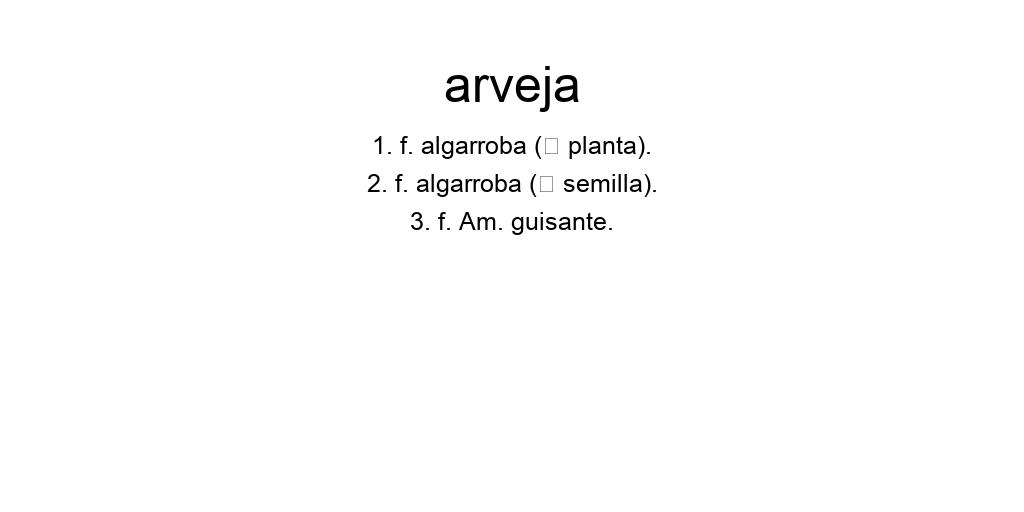 arveja
1. f. algarroba (□ planta).
2. f. algarroba (□ semilla).
3. f. Am. guisante.